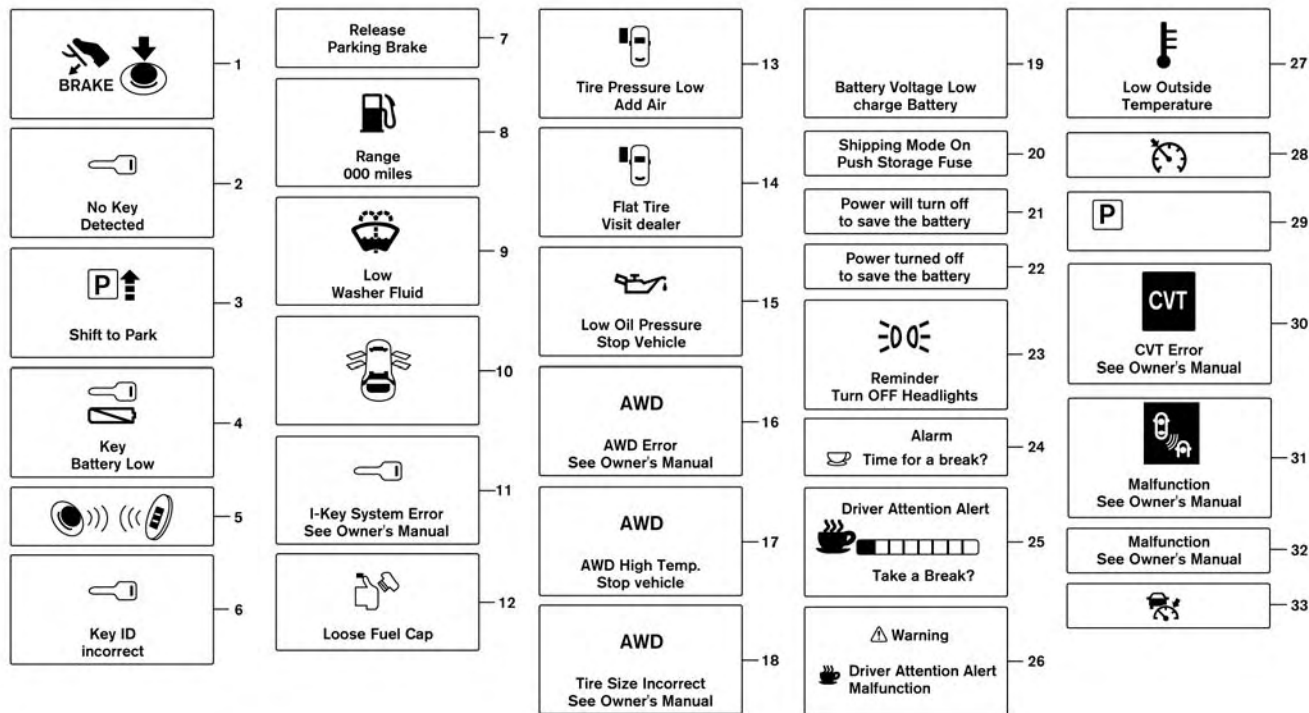 BRAKE
1
No Key
Detected
2
P
Shift to Park
3
Key
Battery Low
4
5
Key ID
incorrect
6
Release
Parking Brake
7
Range
000 miles
8
Low
Washer Fluid
9
10
I-Key System Error
See Owner's Manual
11
Loose Fuel Cap
12
Tire Pressure Low
Add Air
13
Flat Tire
Visit dealer
14
Low Oil Pressure
Stop Vehicle
15
AWD
AWD Error
See Owner's Manual
16
AWD
AWD High Temp.
Stop vehicle
17
AWD
Tire Size Incorrect
See Owner's Manual
18
Battery Voltage Low
charge Battery
19
Shipping Mode On
Push Storage Fuse
20
Power will turn off
to save the battery
21
Power turned off
to save the battery
22
Reminder
Turn OFF Headlights
23
Alarm
Time for a break?
24
Driver Attention Alert
Take a Break?
25
Warning
Driver Attention Alert
Malfunction
26
Low Outside
Temperature
27
28
P
29
CVT
CVT Error
See Owner's Manual
30
Malfunction
See Owner's Manual
31
Malfunction
See Owner's Manual
32
33